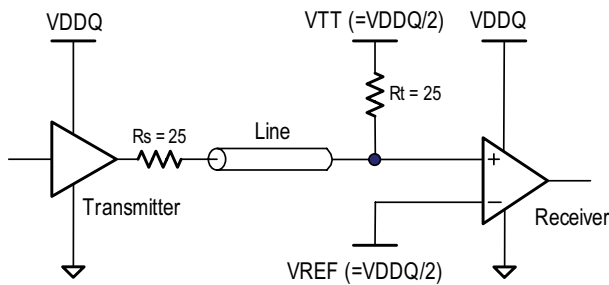 VDDQ
VTT (=VDDQ/2)
VDDQ
Rt = 25
Rs = 25
Line
+
−
Transmitter
Receiver
VREF (=VDDQ/2)